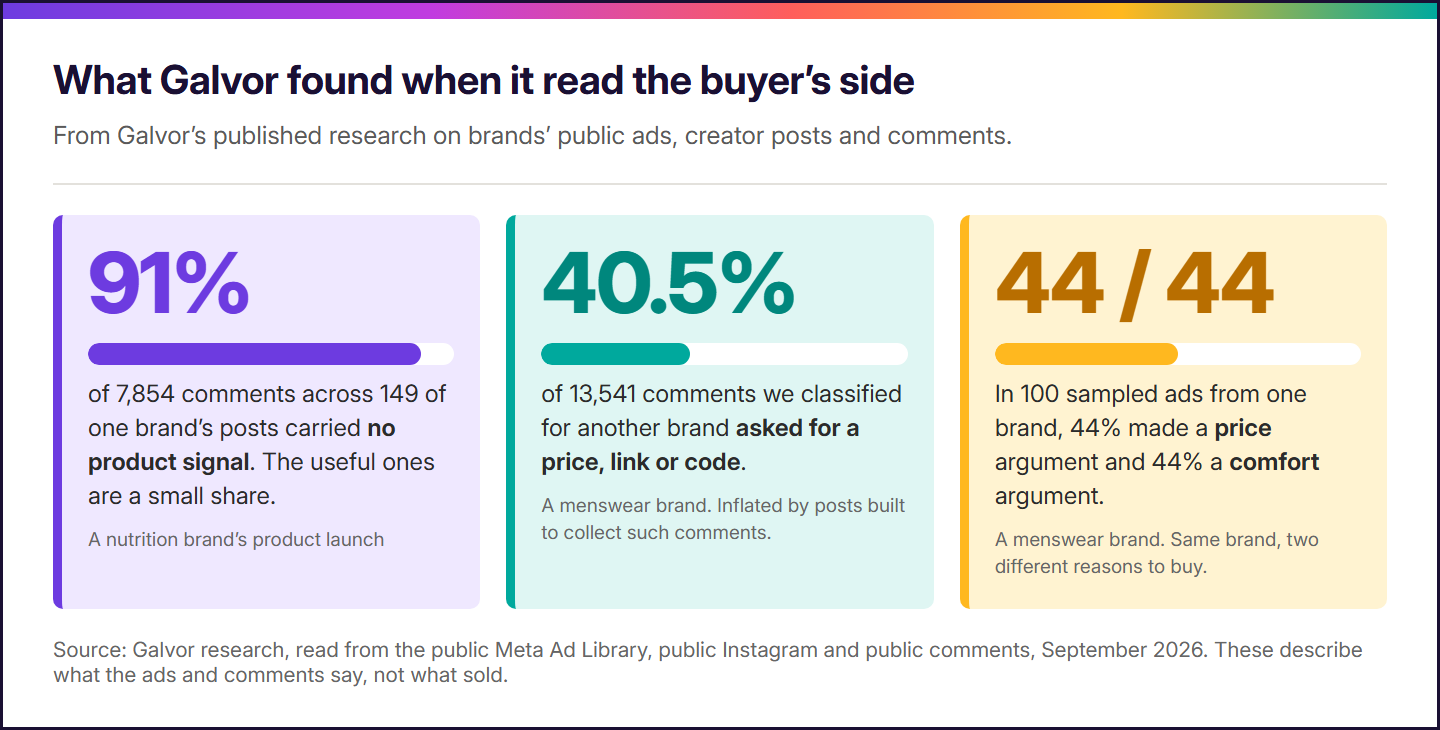 What Galvor found when it read the buyer’s side
From Galvor’s published research on brands’ public ads, creator posts and comments.
91%
of 7,854 comments across 149 of
one brand’s posts carried no
product signal. The useful ones
are a small share.
A nutrition brand’s product launch
40.5%
of 13,541 comments we classified
for another brand asked for a
price, link or code.
A menswear brand. Inflated by posts built
to collect such comments.
44 / 44
In 100 sampled ads from one
brand, 44% made a price
argument and 44% a comfort
argument.
A menswear brand. Same brand, two
different reasons to buy.
Source: Galvor research, read from the public Meta Ad Library, public Instagram and public comments, September 2026. These describe
what the ads and comments say, not what sold.